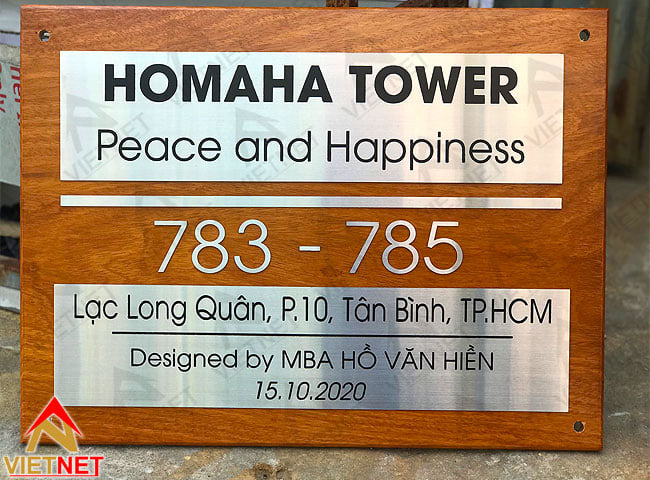 HOMAHA TOWER
Peace and Happiness
783 - 785
Lạc Long Quân, P.10, Tân Bình, TP.HCM
Designed by MBA HỒ VĂN HIỀN
15.10.2020
VIETNET